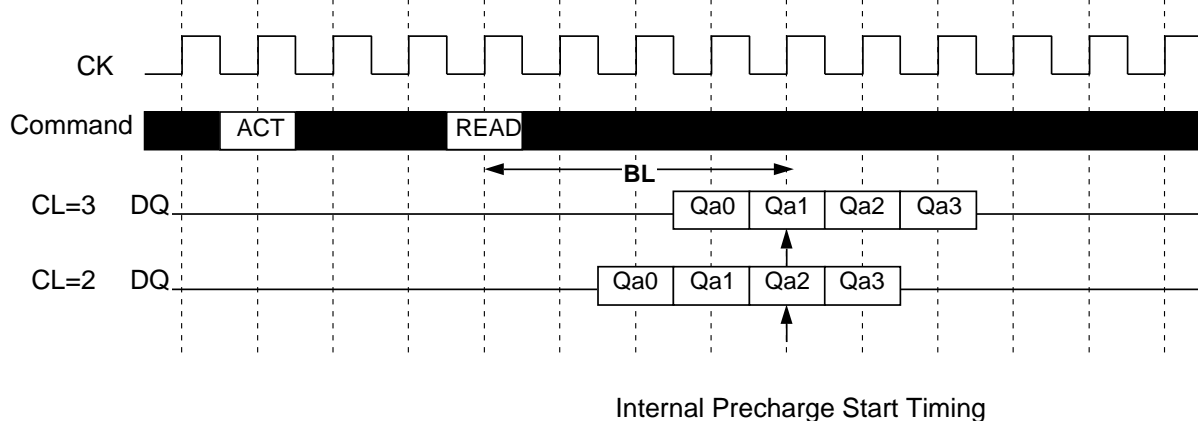 CK
Command ACT READ
BL
CL=3 DQ Qa0 Qa1 Qa2 Qa3
CL=2 DQ Qa0 Qa1 Qa2 Qa3
Internal Precharge Start Timing